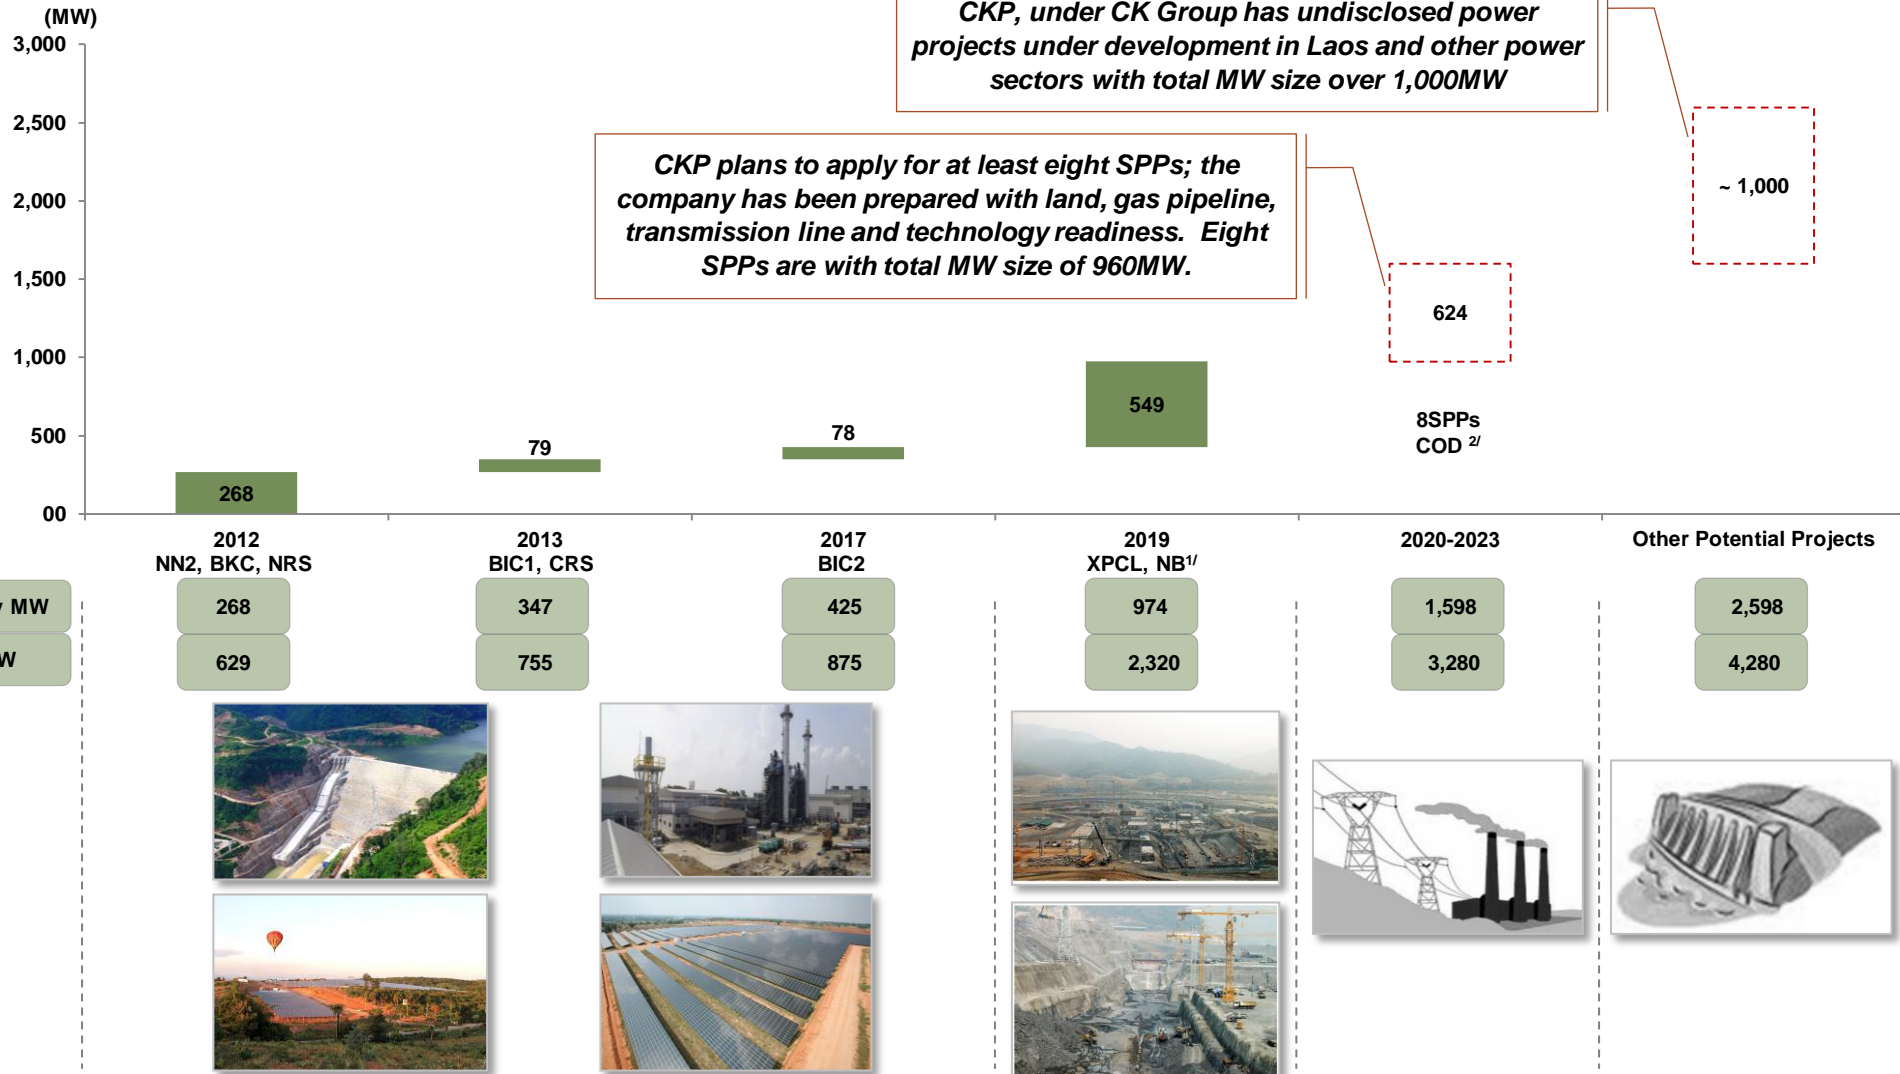 (MW)
CKP, under CK Group has undisclosed power
projects under development in Laos and other power
sectors with total MW size over 1,000MW
3,000
2,500
2,000
1,500
1,000
500
00
CKP plans to apply for at least eight SPPs; the
company has been prepared with land, gas pipeline,
transmission line and technology readiness. Eight
SPPs are with total MW size of 960MW.
~ 1,000
624
549
78
79
268
8SPPs
COD 2/
2012
NN2, BKC, NRS
2013
BIC1, CRS
2017
BIC2
2019
XPCL, NB1/
2020-2023
Other Potential Projects
MW 268 347 425 974 1,598 2,598
629 755 875 2,320 3,280 4,280